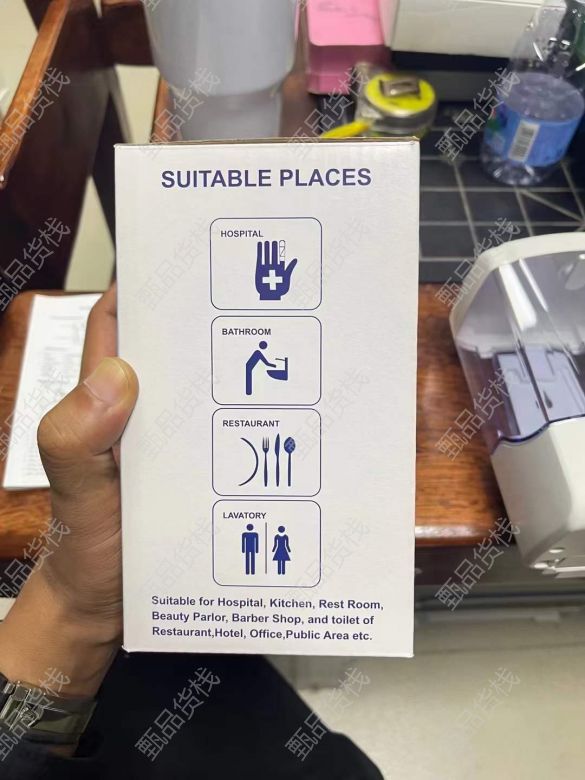 SUITABLE PLACES
HOSPITAL
BATHROOM
RESTAURANT
LAVATORY
Suitable for Hospital, Kitchen, Rest Room,
Beauty Parlor, Barber Shop, and toilet of
Restaurant,Hotel, Office,Public Area etc.
甄品货栈